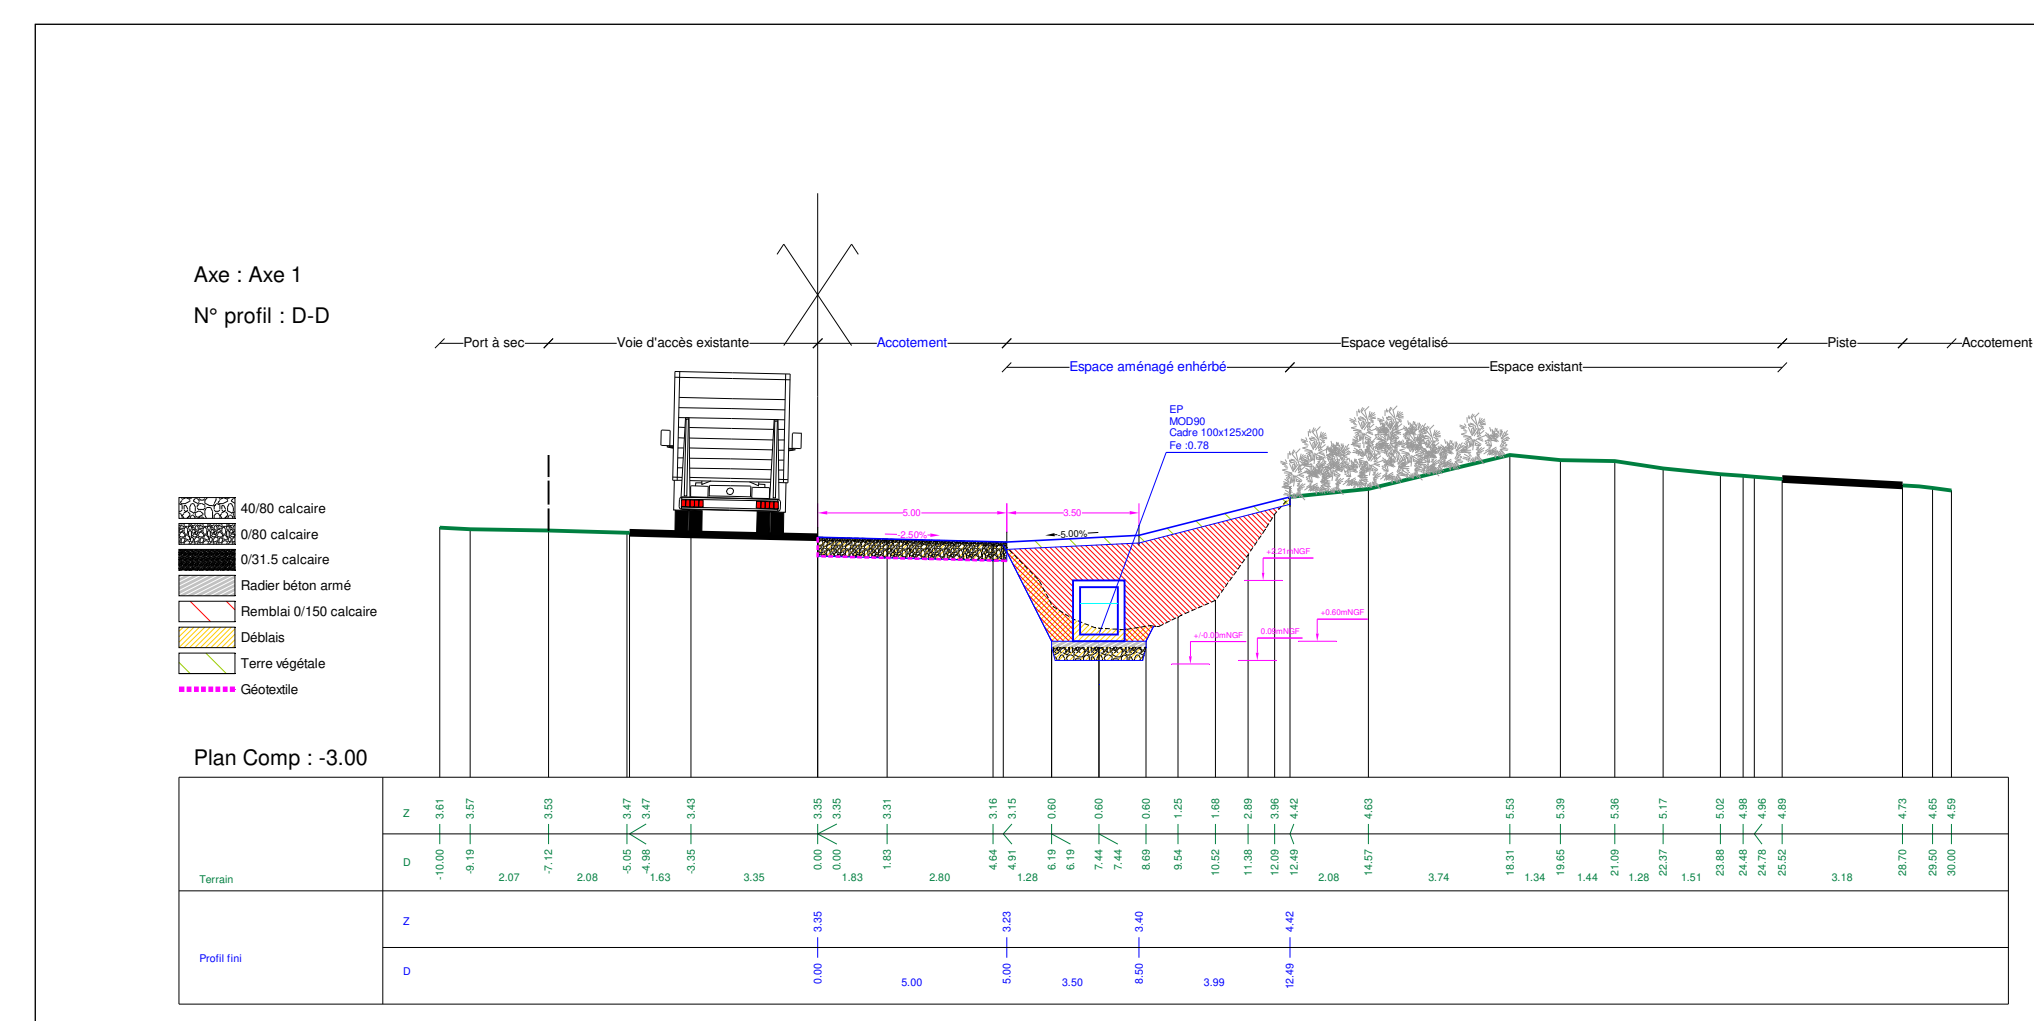 Axe : Axe 1
N° profil : D-D
Port à sec
Voie d'accès existante
Accotement
Espace vegétalisé
Piste
Accotement
Espace aménagé enhérbé
Espace existant
EP
MOD90
Cadre 100x125x200
Fe :0.78
40/80 calcaire
0/80 calcaire
0/31.5 calcaire
Radier béton armé
Remblai 0/150 calcaire
Déblais
Terre végétale
Géotextile
5.00
3.50
2.50%
5.00%
+2.21mNGF
+0.60mNGF
+/-0.00mNGF
0.09mNGF
Plan Comp : -3.00
Terrain
Z
3.61 3.57 3.53 3.47 3.47 3.43 3.35 3.35 3.31 3.16 3.15 0.60 0.60 0.60 1.25 1.68 2.89 3.96 4.42 4.63 5.53 5.39 5.36 5.17 5.02 4.98 4.96 4.89 4.73 4.65 4.59
D
-10.00 -9.19 -7.12 -5.05 -4.98 -3.35 0.00 0.00 1.83 4.64 4.91 6.19 6.19 7.44 7.44 8.69 9.54 10.52 11.38 12.09 12.49 14.57 18.31 19.65 21.09 22.37 23.88 24.48 24.78 25.52 28.70 29.50 30.00
2.07 2.08 1.63 3.35 1.83 2.80 1.28 2.08 3.74 1.34 1.44 1.28 1.51 3.18
Profil fini
Z
3.35 3.23 3.40 4.42
D
0.00 5.00 8.50 12.49
5.00 3.50 3.99